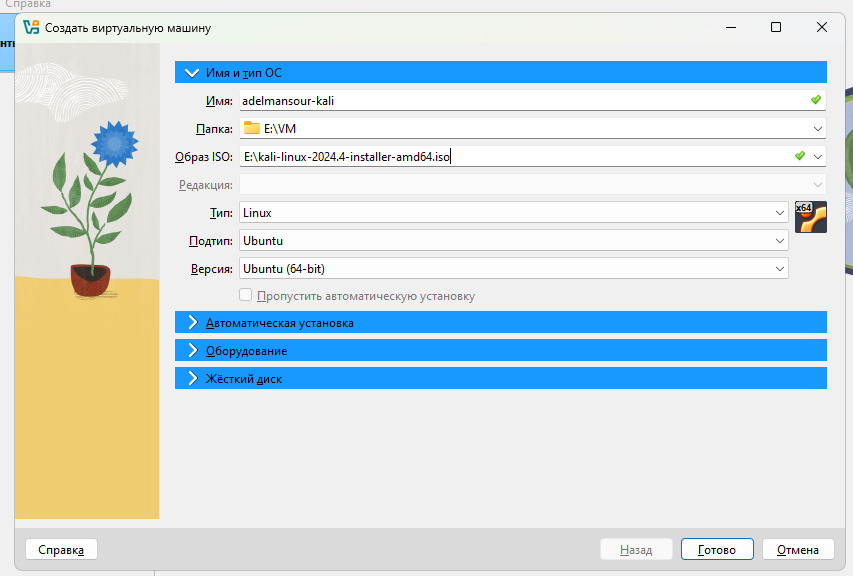 Справка
Создать виртуальную машину
Имя и тип ОС
Имя: adelmansour-kali
Папка: E:\VM
Образ ISO: E:\kali-linux-2024.4-installer-amd64.iso
Редакция:
Тип: Linux
x64
Подтип: Ubuntu
Версия: Ubuntu (64-bit)
Пропустить автоматическую установку
Автоматическая установка
Оборудование
Жёсткий диск
Справка Назад Готово Отмена